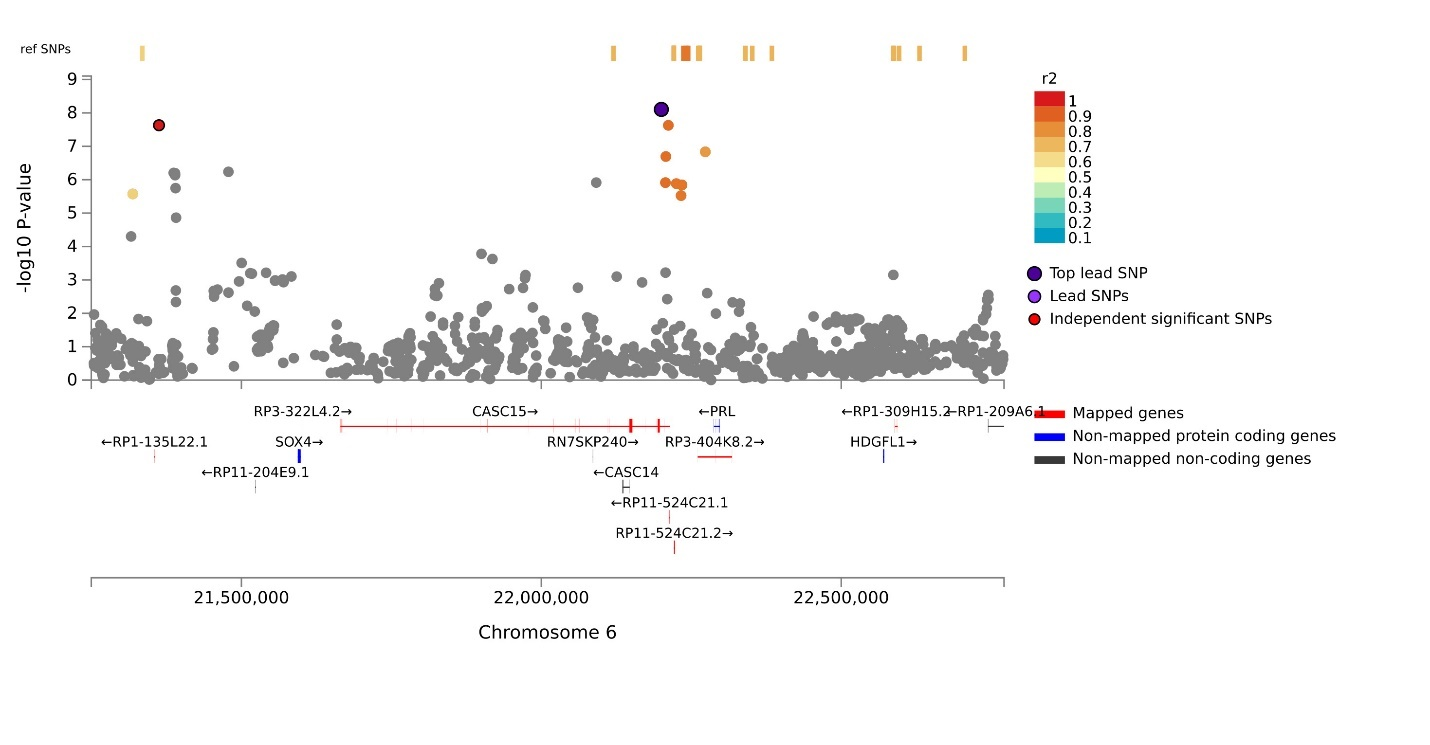 ref SNPs
r2
9
8
7
6
5
4
3
2
1
0
-log10 P-value
1
0.9
0.8
0.7
0.6
0.5
0.4
0.3
0.2
0.1
Top lead SNP
Lead SNPs
Independent significant SNPs
RP3-322L4.2→ CASC15→ ←PRL ←RP1-309H15.2 ←RP1-209A6.1
Mapped genes
←RP1-135L22.1 SOX4→ RN7SKP240→ RP3-404K8.2→ HDGFL1→
Non-mapped protein coding genes
Non-mapped non-coding genes
←RP11-204E9.1 ←CASC14
←RP11-524C21.1
RP11-524C21.2→
21,500,000 22,000,000 22,500,000
Chromosome 6